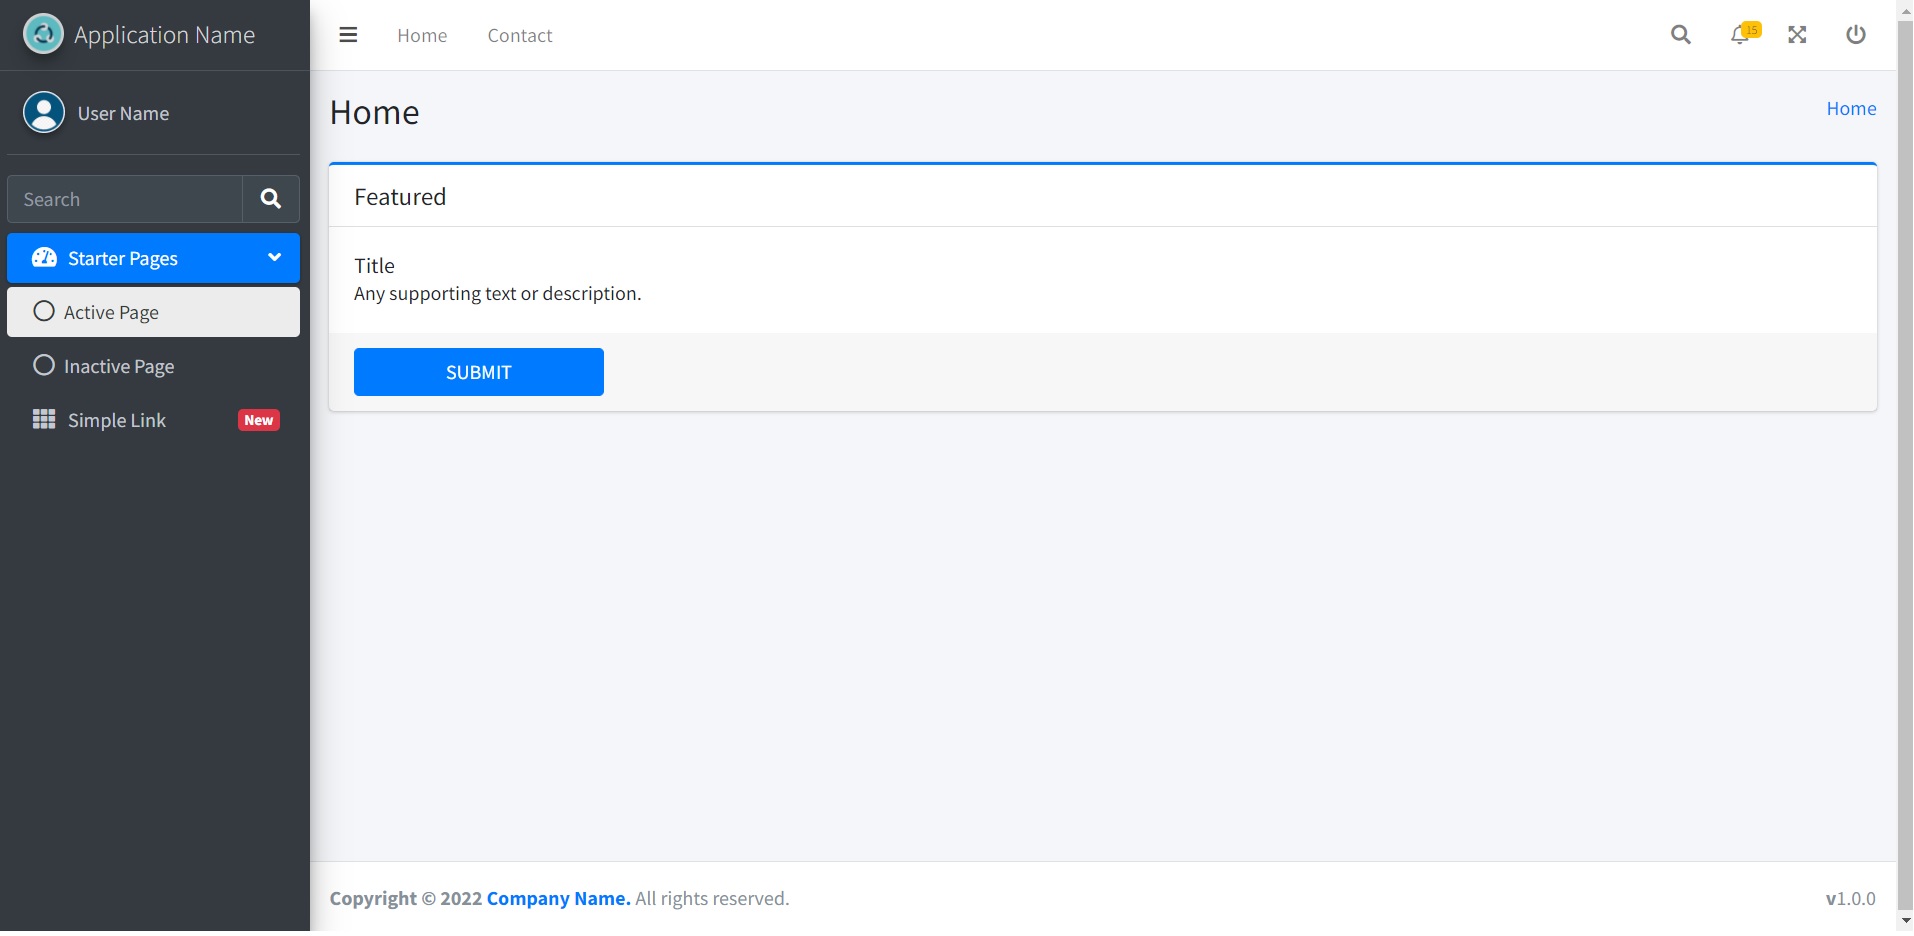 Application Name
Home
Contact
15
User Name
Home
Home
Search
Featured
Starter Pages
Title
Active Page
Any supporting text or description.
Inactive Page
SUBMIT
Simple Link
New
Copyright © 2022 Company Name. All rights reserved.
v1.0.0